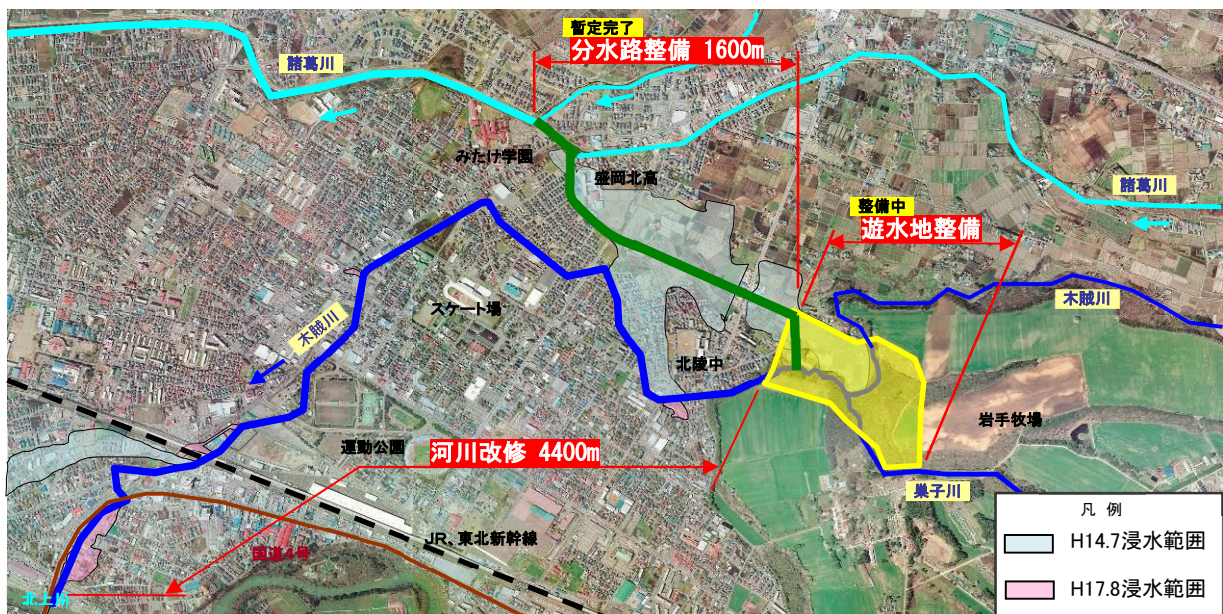 暫定完了
分水路整備 1600m
諸葛川
みたけ学園
盛岡北高
諸葛川
整備中
遊水地整備
木賊川
スケート場
木賊川
北陵中
岩手牧場
運動公園
河川改修 4400m
巣子川
JR、東北新幹線
国道4号
北上川
凡 例
H14.7浸水範囲
H17.8浸水範囲